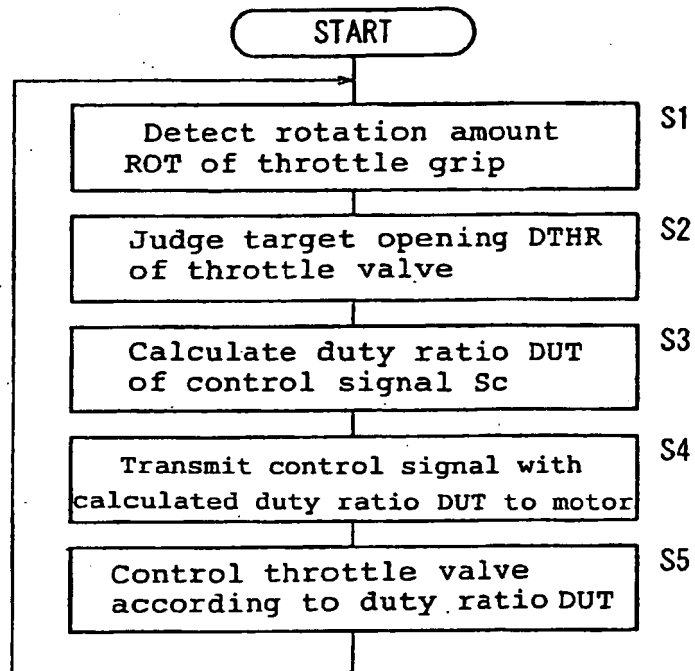 START
Detect rotation amount
ROT of throttle grip
S1
Judge target opening DTHR
of throttle valve
S2
Calculate duty ratio DUT
of control signal Sc
S3
Transmit control signal with
calculated duty ratio DUT to motor
S4
Control throttle valve
according to duty ratio DUT
S5